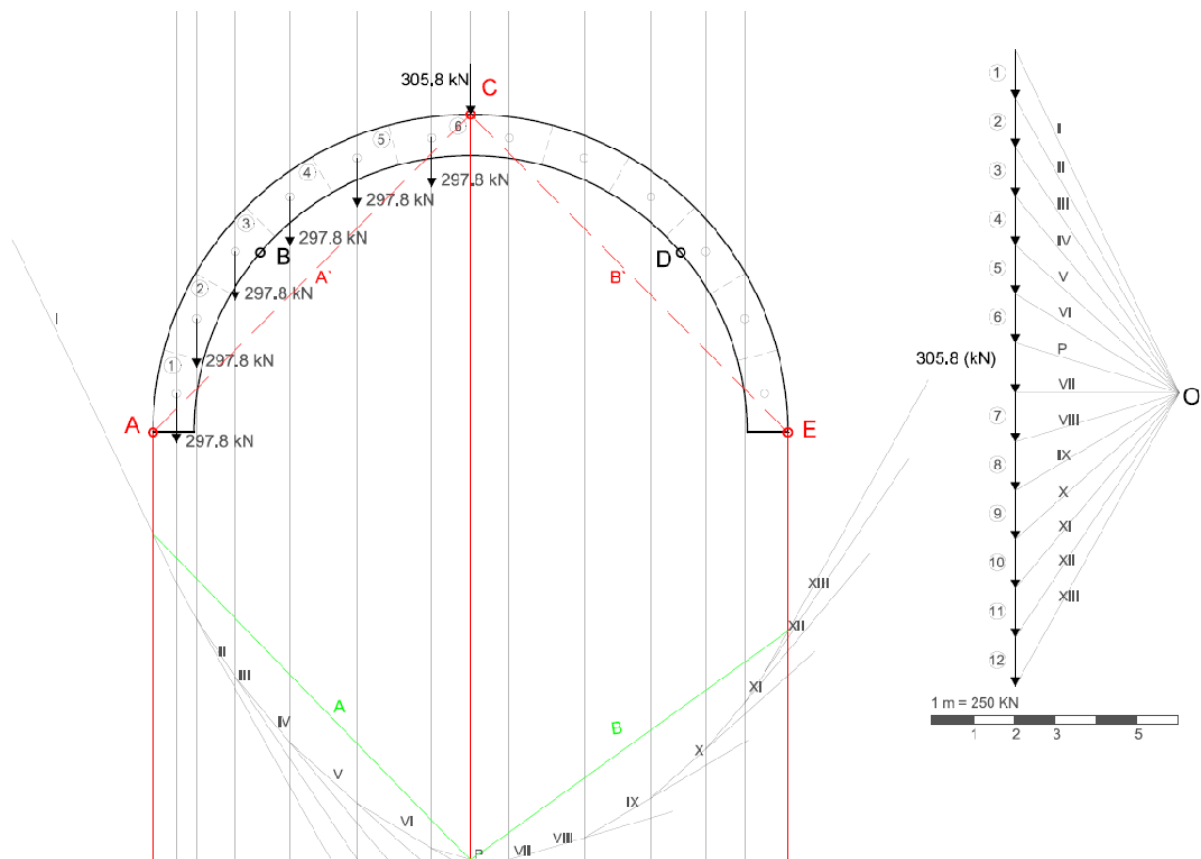 305.8 kN
C
6
5
4
297.8 kN
297.8 kN
3
B
297.8 kN
D
A'
B'
2
297.8 kN
I
297.8 kN
1
A
297.8 kN
E
A
B
II
III
IV
V
VI
P
VII
VIII
IX
X
XI
XII
XIII
1
2
3
4
5
6
305.8 (kN)
7
8
9
10
11
12
I
II
III
IV
V
VI
P
VII
VIII
IX
X
XI
XII
XIII
O
1 m = 250 KN
1 2 3 5